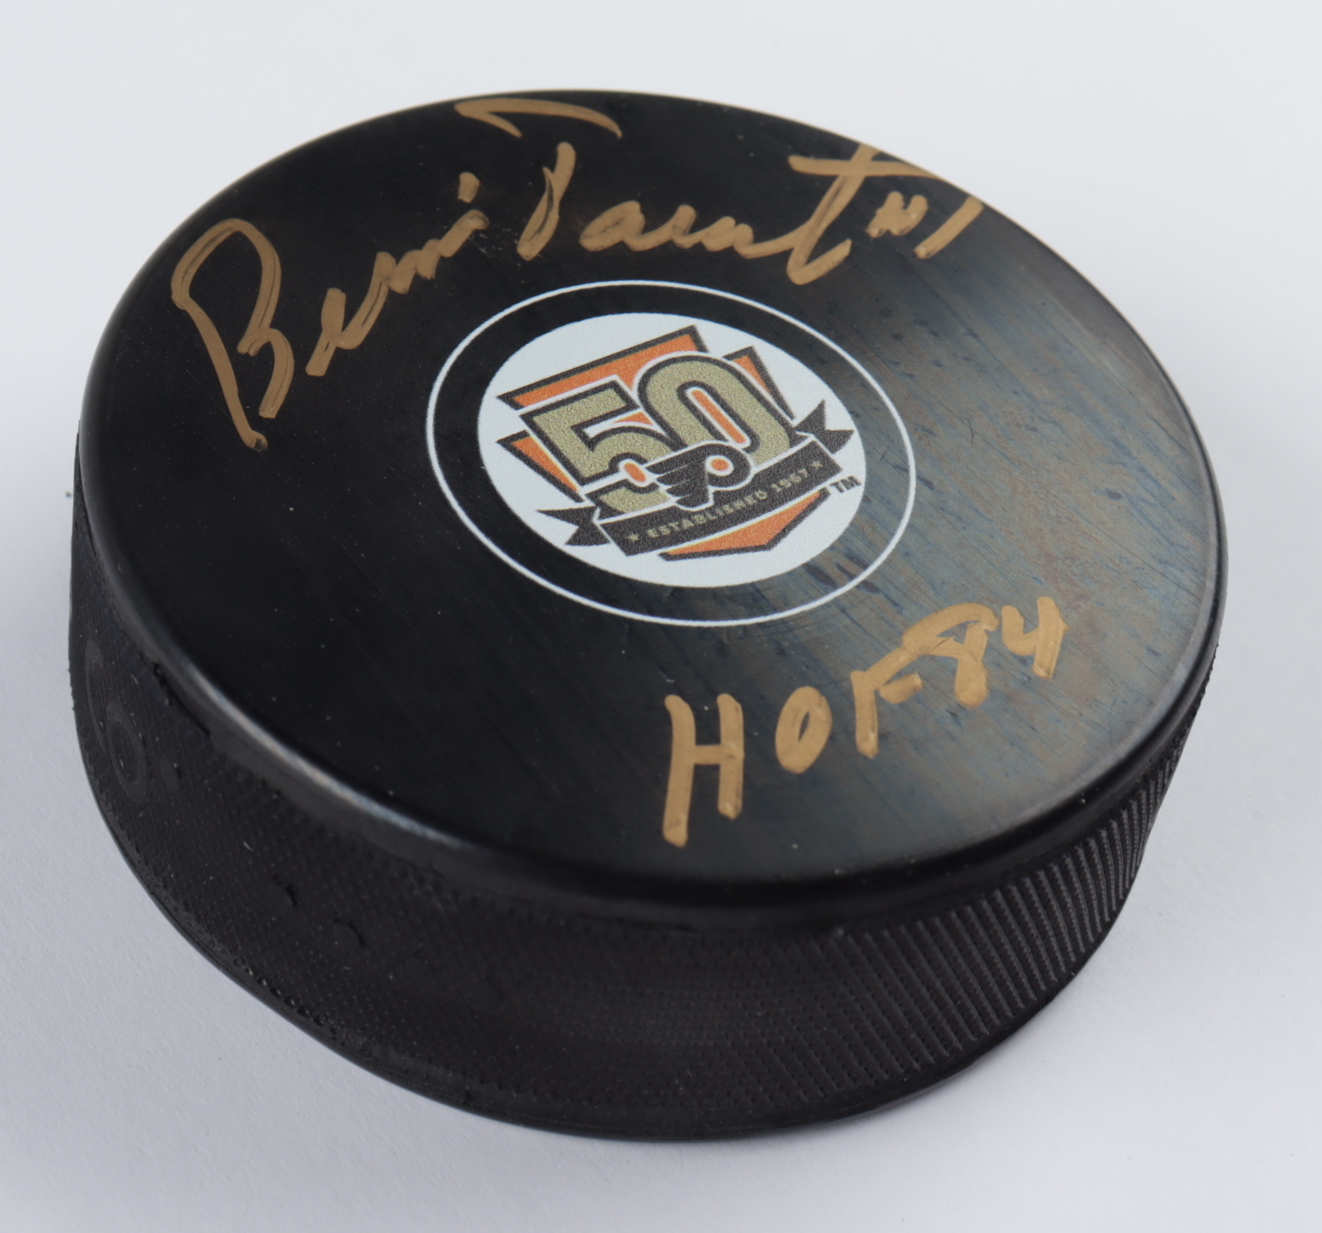 Bernie Parent #1
50
★ ESTABLISHED 1967 ★
TM
HOF 84